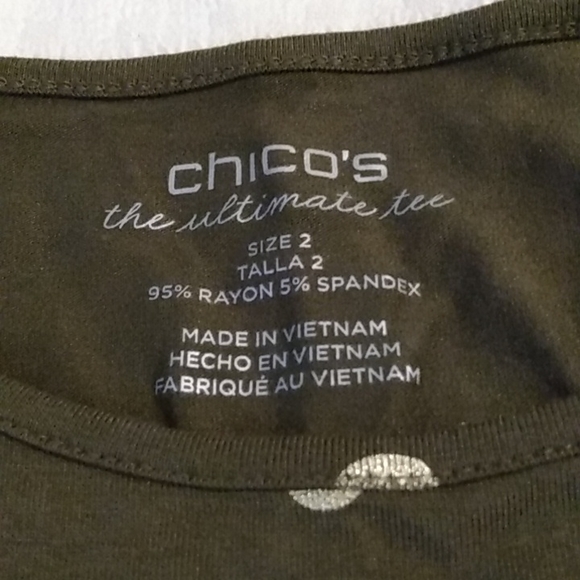 chico's
the ultimate tee
SIZE 2
TALLA 2
95% RAYON 5% SPANDEX
MADE IN VIETNAM
HECHO EN VIETNAM
FABRIQUÉ AU VIETNAM